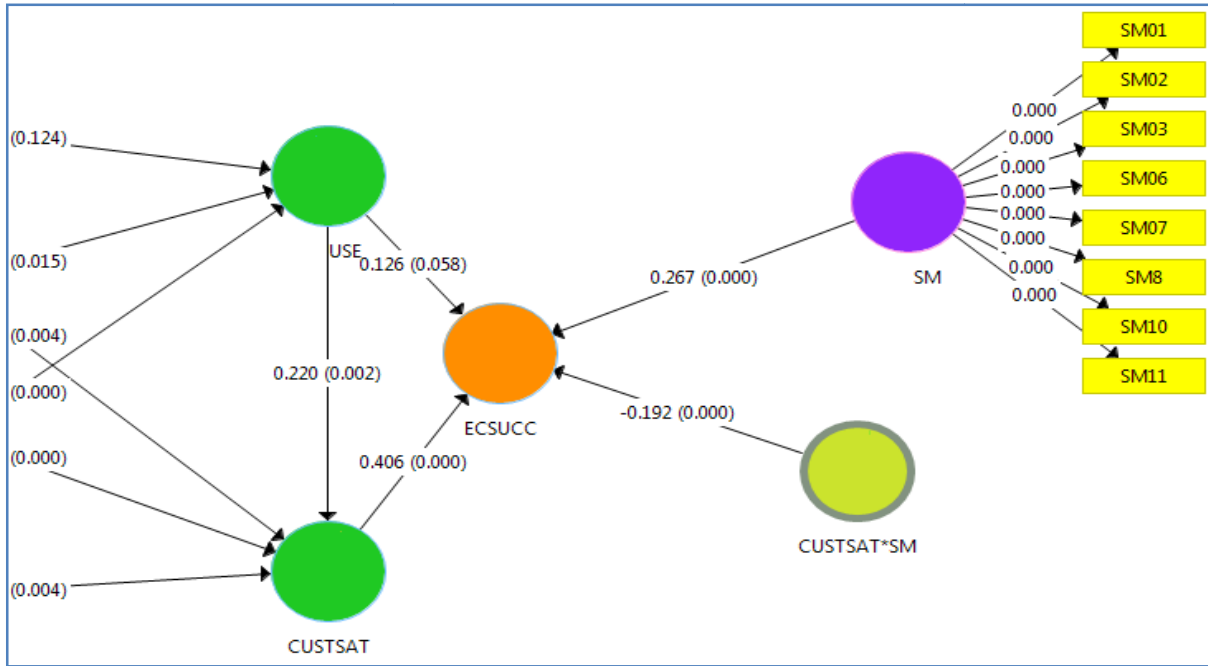 (0.124)
(0.015)
(0.004)
(0.000)
(0.000)
(0.004)
USE
0.126 (0.058)
0.220 (0.002)
ECSUCC
0.406 (0.000)
CUSTSAT
0.267 (0.000)
SM
-0.192 (0.000)
CUSTSAT*SM
0.000
0.000
0.000
0.000
0.000
0.000
0.000
0.000
SM01
SM02
SM03
SM06
SM07
SM8
SM10
SM11